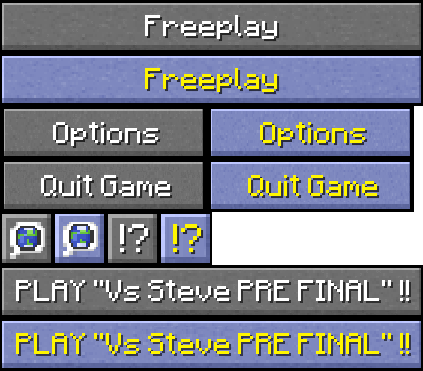 Freeplay
Freeplay
Options Options
Quit Game Quit Game
!? !?
PLAY "Vs Steve PRE FINAL" !!
PLAY "Vs Steve PRE FINAL" !!